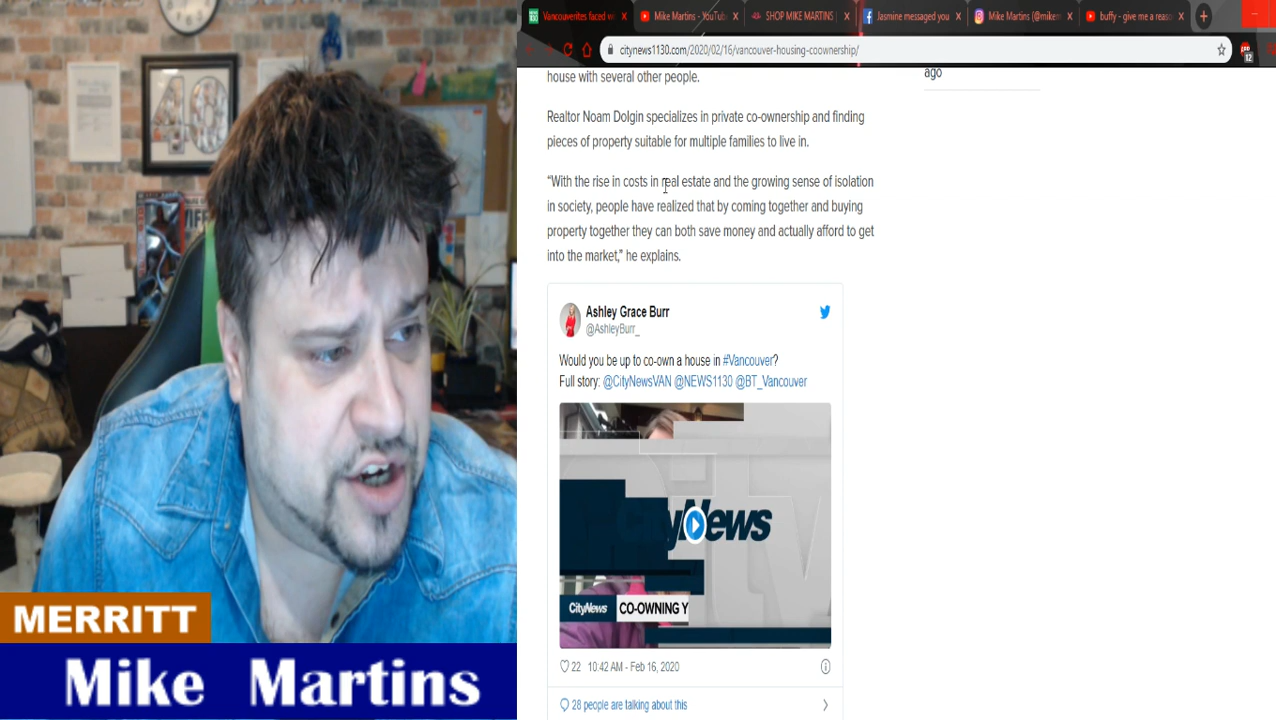 Vancouverites faced wi
Mike Martins - YouTub
SHOP MIKE MARTINS
Jasmine messaged you
Mike Martins (@mikem
buffy - give me a reaso
citynews1130.com/2020/02/16/vancouver-housing-coownership/
12
house with several other people.
ago
Realtor Noam Dolgin specializes in private co-ownership and finding
pieces of property suitable for multiple families to live in.
“With the rise in costs in real estate and the growing sense of isolation
in society, people have realized that by coming together and buying
property together they can both save money and actually afford to get
into the market,” he explains.
Ashley Grace Burr
@AshleyBurr_
Would you be up to co-own a house in #Vancouver?
Full story: @CityNewsVAN @NEWS1130 @BT_Vancouver
yNews
CityNews CO-OWNING Y
22 10:42 AM - Feb 16, 2020
28 people are talking about this
40
MERRITT
Mike Martins